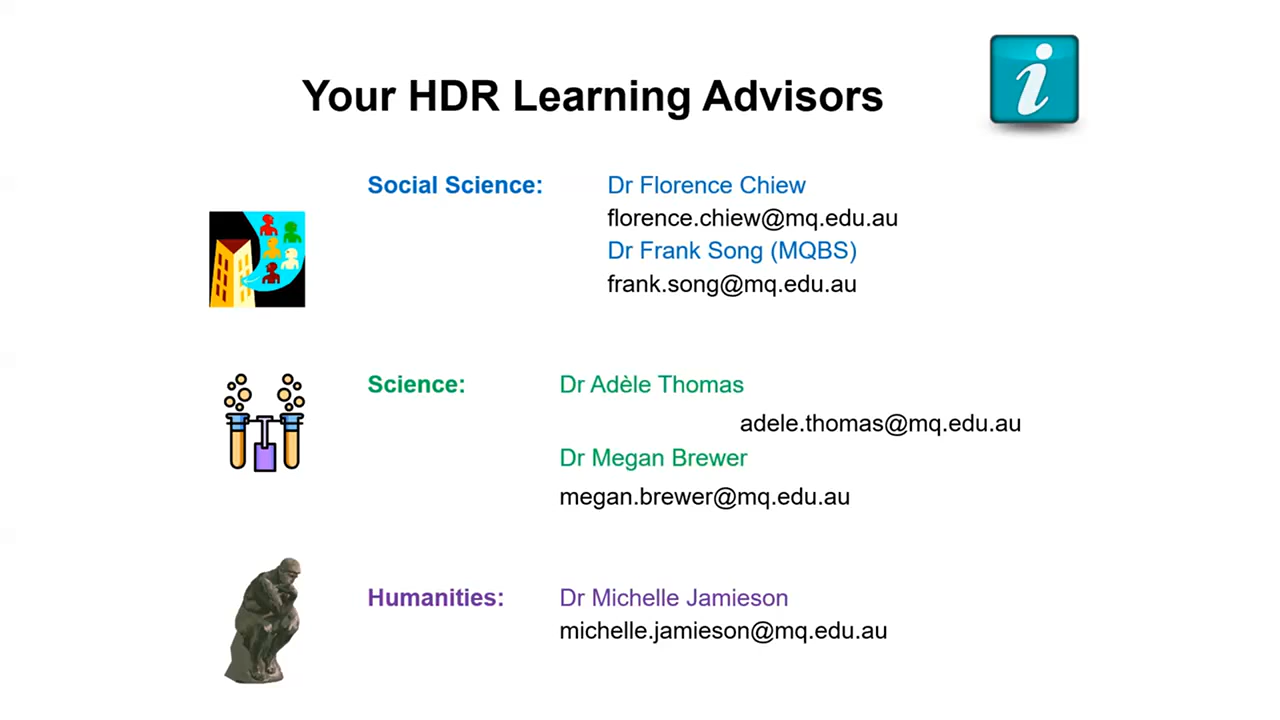 Your HDR Learning Advisors
i
Social Science: Dr Florence Chiew
florence.chiew@mq.edu.au
Dr Frank Song (MQBS)
frank.song@mq.edu.au
Science: Dr Adèle Thomas
adele.thomas@mq.edu.au
Dr Megan Brewer
megan.brewer@mq.edu.au
Humanities: Dr Michelle Jamieson
michelle.jamieson@mq.edu.au